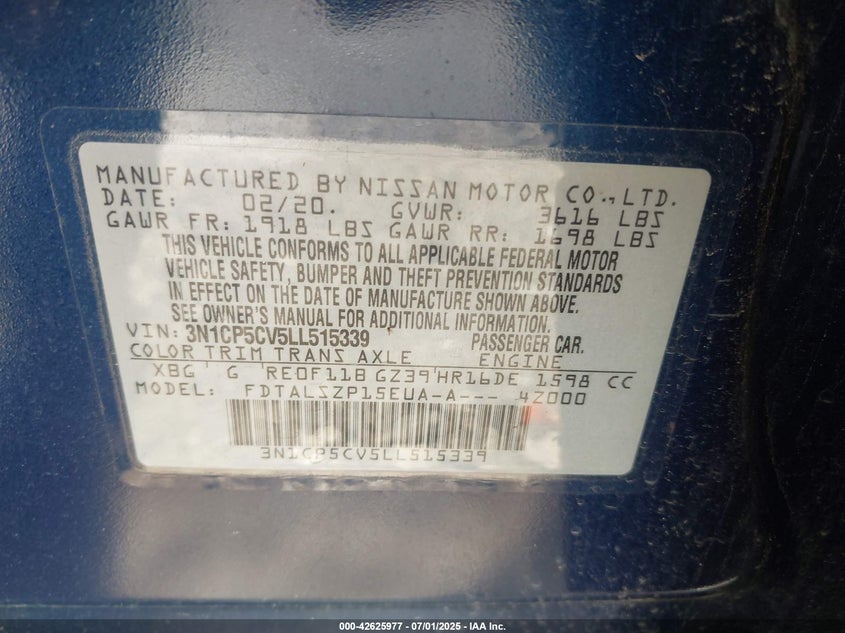 MANUFACTURED BY NISSAN MOTOR CO., LTD.
DATE: 02/20. GVWR: 3616 LBS
GAWR FR: 1918 LBS GAWR RR: 1698 LBS
THIS VEHICLE CONFORMS TO ALL APPLICABLE FEDERAL MOTOR
VEHICLE SAFETY, BUMPER AND THEFT PREVENTION STANDARDS
IN EFFECT ON THE DATE OF MANUFACTURE SHOWN ABOVE.
SEE OWNER'S MANUAL FOR ADDITIONAL INFORMATION.
VIN: 3N1CP5CV5LL515339 PASSENGER CAR.
COLOR TRIM TRANS AXLE ENGINE
XBG G RE0F11B GZ39 HR16DE 1598 CC
MODEL: FDTALSZP15EUA-A--- 4Z000
3N1CP5CV5LL515339
000-42625977 - 07/01/2025 - IAA Inc.